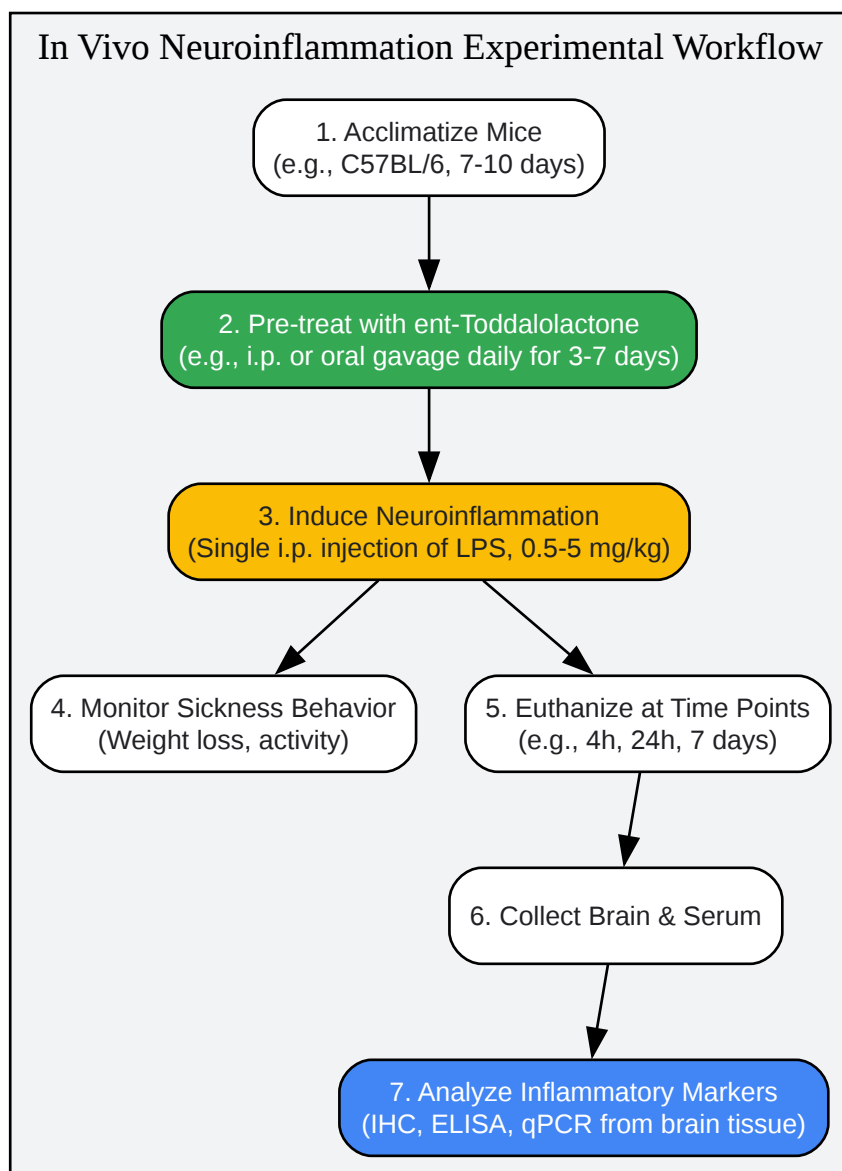 In Vivo Neuroinflammation Experimental Workflow
1. Acclimatize Mice
(e.g., C57BL/6, 7-10 days)
2. Pre-treat with ent-Toddalolactone
(e.g., i.p. or oral gavage daily for 3-7 days)
3. Induce Neuroinflammation
(Single i.p. injection of LPS, 0.5-5 mg/kg)
4. Monitor Sickness Behavior
(Weight loss, activity)
5. Euthanize at Time Points
(e.g., 4h, 24h, 7 days)
6. Collect Brain & Serum
7. Analyze Inflammatory Markers
(IHC, ELISA, qPCR from brain tissue)